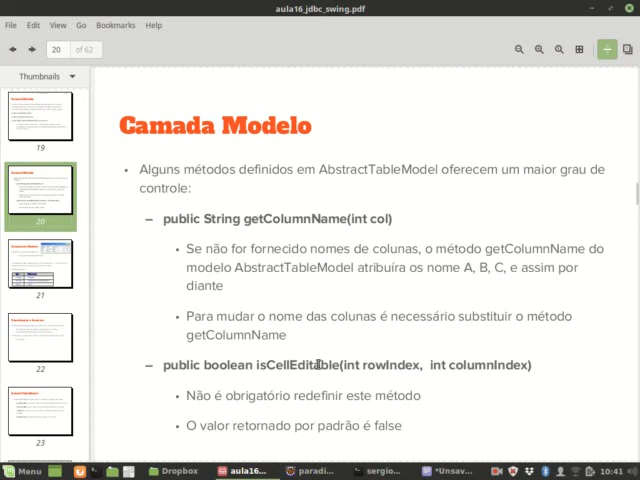 aula16_jdbc_swing.pdf
File Edit View Go Bookmarks Help
20 of 62
Thumbnails
19
20
21
22
23
Camada Modelo
• Alguns métodos definidos em AbstractTableModel oferecem um maior grau de
controle:
– public String getColumnName(int col)
• Se não for fornecido nomes de colunas, o método getColumnName do
modelo AbstractTableModel atribuíra os nome A, B, C, e assim por
diante
• Para mudar o nome das colunas é necessário substituir o método
getColumnName
– public boolean isCellEditable(int rowIndex, int columnIndex)
• Não é obrigatório redefinir este método
• O valor retornado por padrão é false
Menu Dropbox aula16... paradi... sergio... *Unsav... 10:41